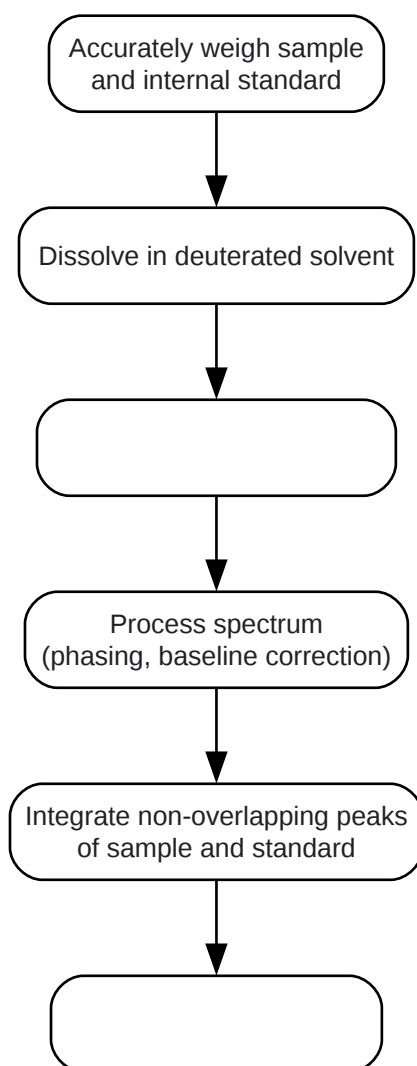 Accurately weigh sample
and internal standard
Dissolve in deuterated solvent
Process spectrum
(phasing, baseline correction)
Integrate non-overlapping peaks
of sample and standard